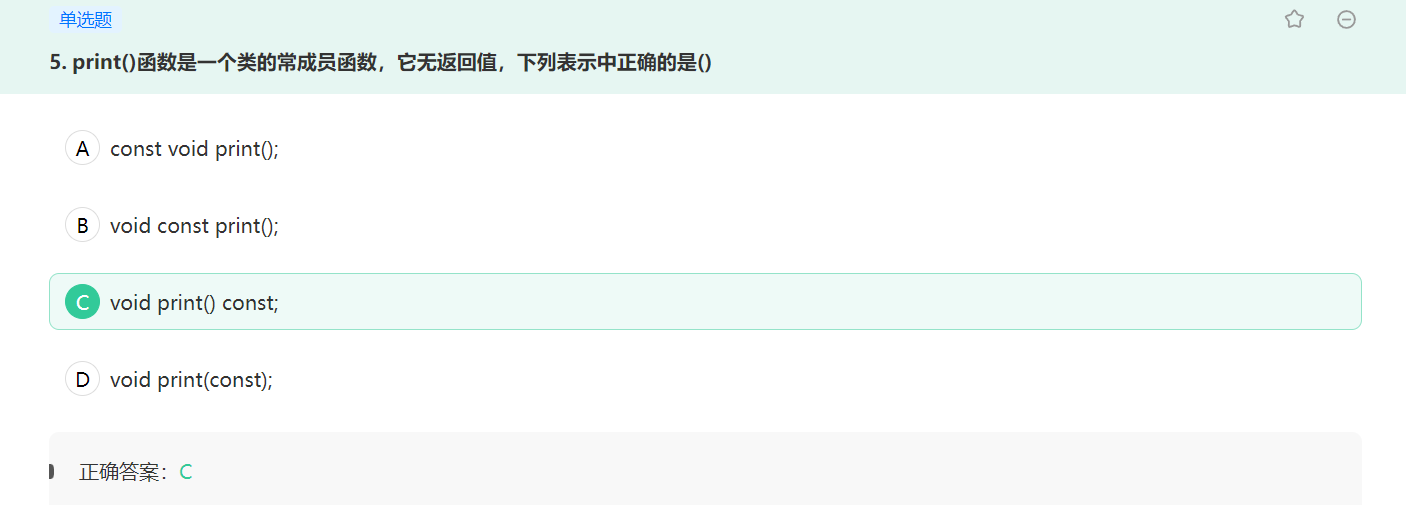 单选题
5. print()函数是一个类的常成员函数，它无返回值，下列表示中正确的是()
A const void print();
B void const print();
C void print() const;
D void print(const);
正确答案：C